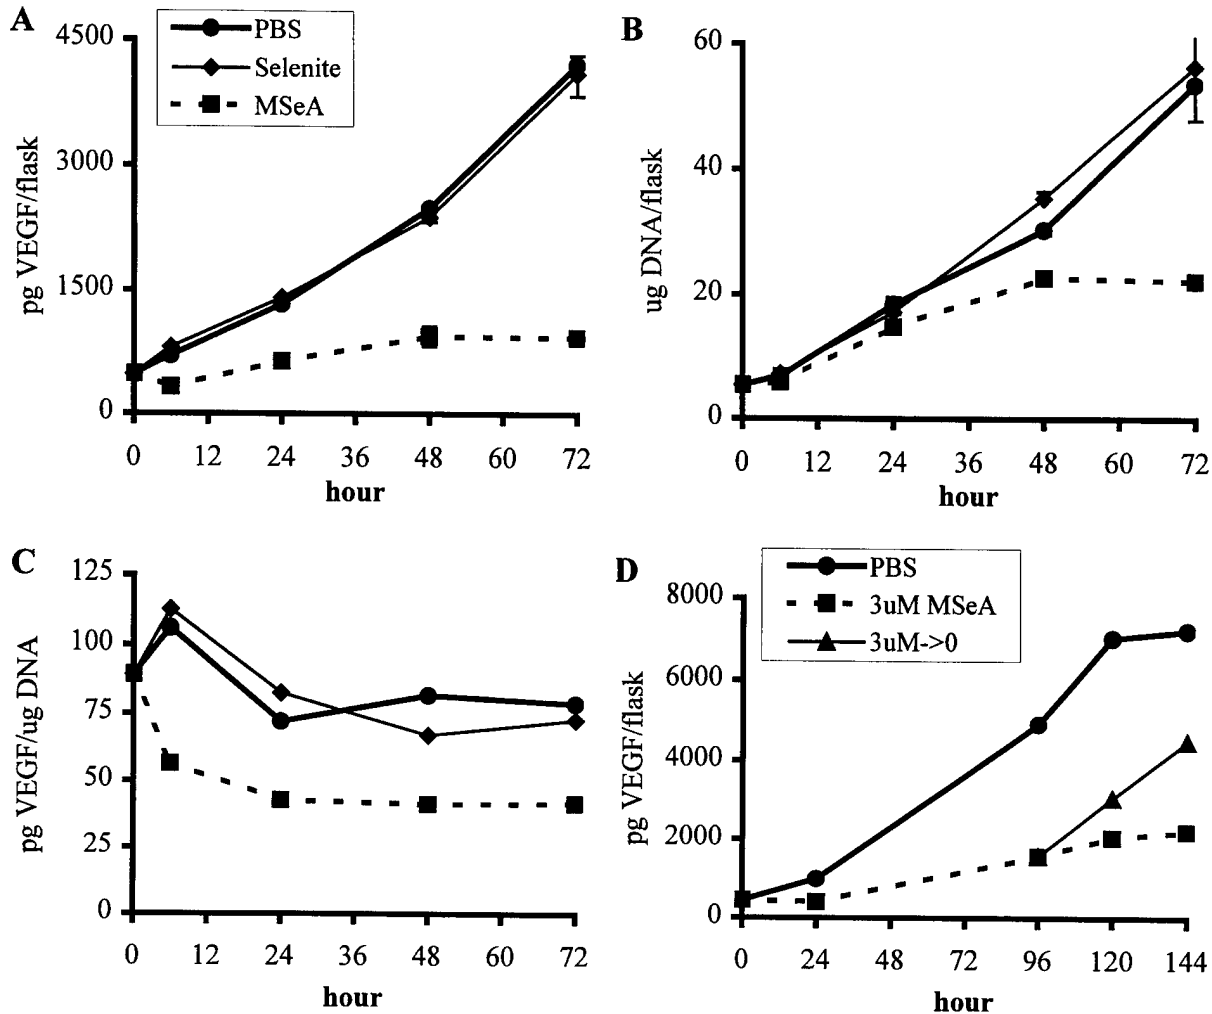 A
PBS
Selenite
MSeA
4500
3000
1500
0
pg VEGF/flask
0 12 24 36 48 60 72
hour
B
60
40
20
0
ug DNA/flask
0 12 24 36 48 60 72
hour
C
125
100
75
50
25
0
pg VEGF/ug DNA
0 12 24 36 48 60 72
hour
D
PBS
3uM MSeA
3uM->0
8000
6000
4000
2000
0
pg VEGF/flask
0 24 48 72 96 120 144
hour